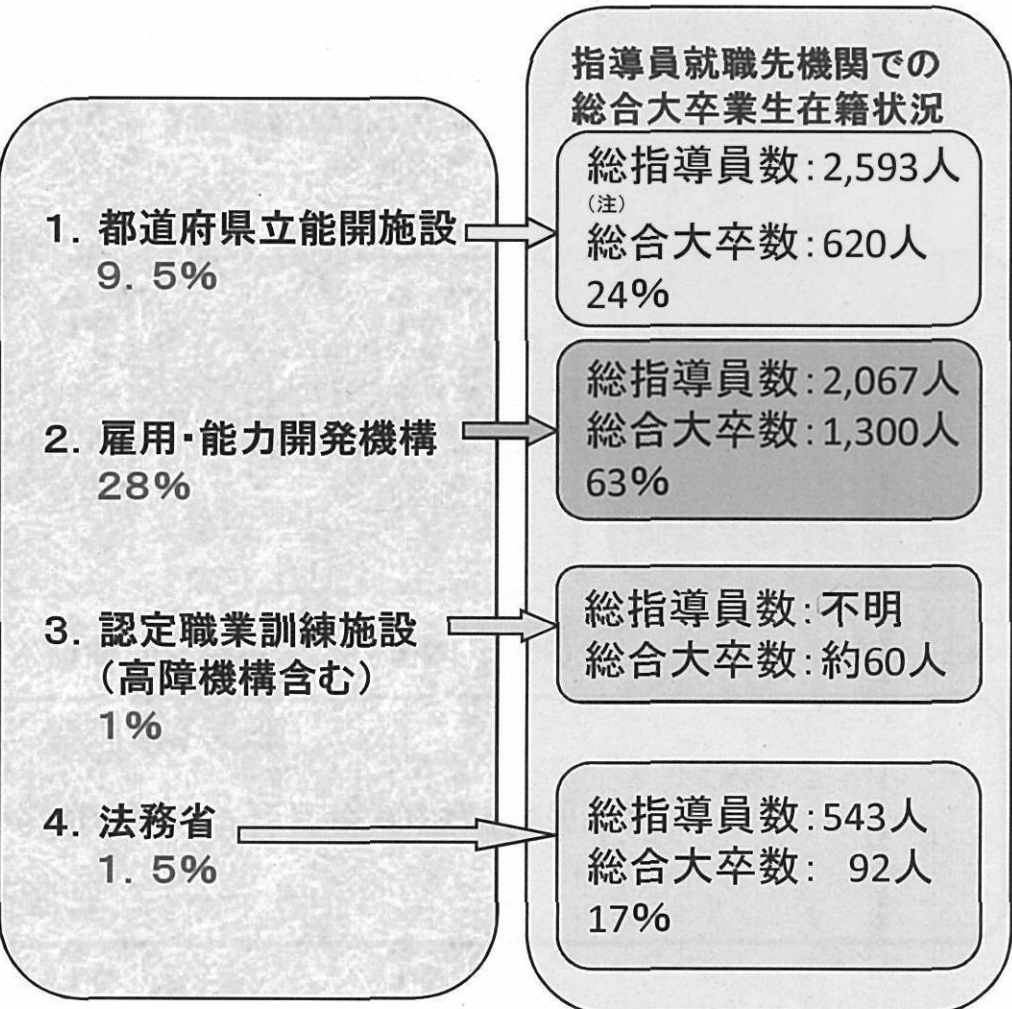 指導員就職先機関での
総合大卒業生在籍状況
1. 都道府県立能開施設
9. 5%
総指導員数:2,593人
(注)
総合大卒数:620人
24%
2. 雇用・能力開発機構
28%
総指導員数:2,067人
総合大卒数:1,300人
63%
3. 認定職業訓練施設
(高障機構含む)
1%
総指導員数:不明
総合大卒数:約60人
4. 法務省
1. 5%
総指導員数:543人
総合大卒数: 92人
17%